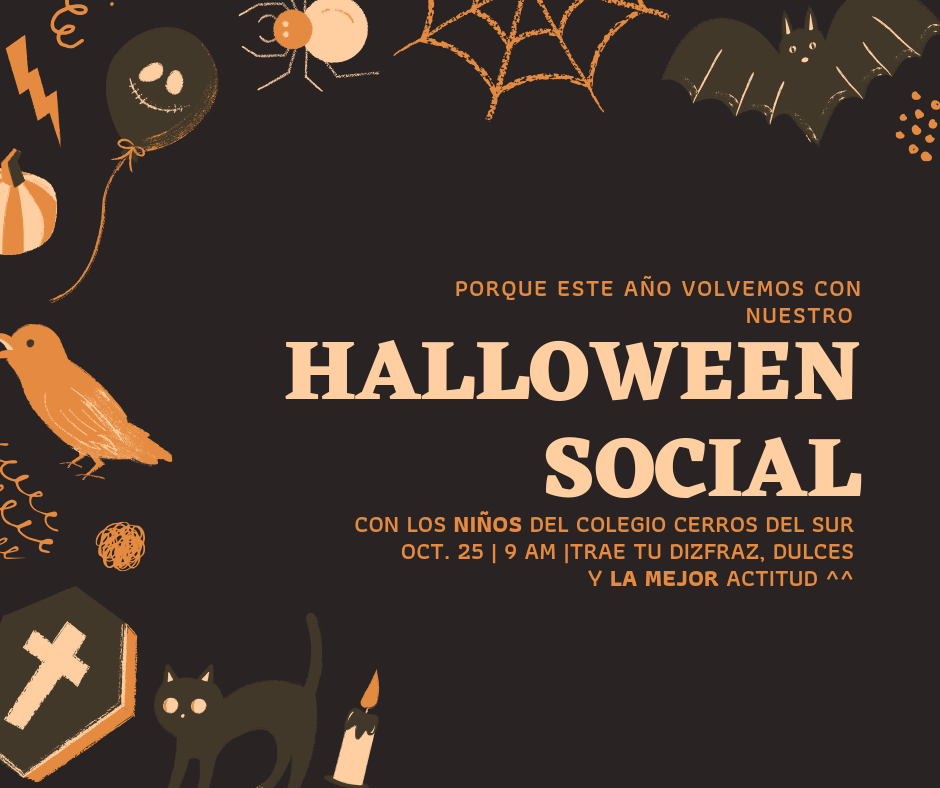 PORQUE ESTE AÑO VOLVEMOS CON
NUESTRO
HALLOWEEN
SOCIAL
CON LOS NIÑOS DEL COLEGIO CERROS DEL SUR
OCT. 25 | 9 AM |TRAE TU DIZFRAZ, DULCES
Y LA MEJOR ACTITUD ^^